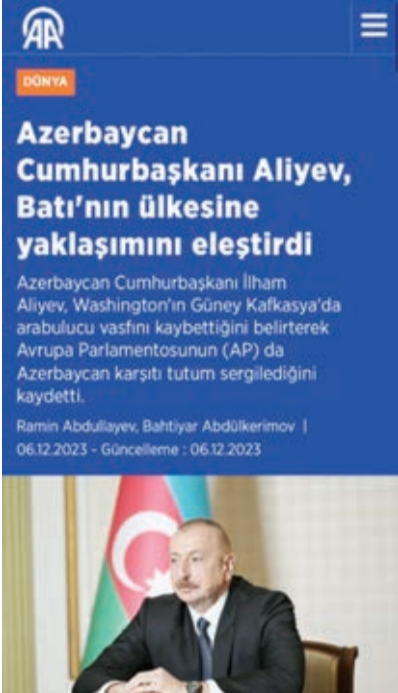 AA
DÜNYA
Azerbaycan
Cumhurbaşkanı Aliyev,
Batı'nın ülkesine
yaklaşımını eleştirdi
Azerbaycan Cumhurbaşkanı İlham
Aliyev, Washington'ın Güney Kafkasya'da
arabulucu vasfını kaybettiğini belirterek
Avrupa Parlamentosunun (AP) da
Azerbaycan karşıtı tutum sergilediğini
kaydetti.
Ramin Abdullayev, Bahtiyar Abdülkerimov |
06.12.2023 - Güncelleme : 06.12.2023